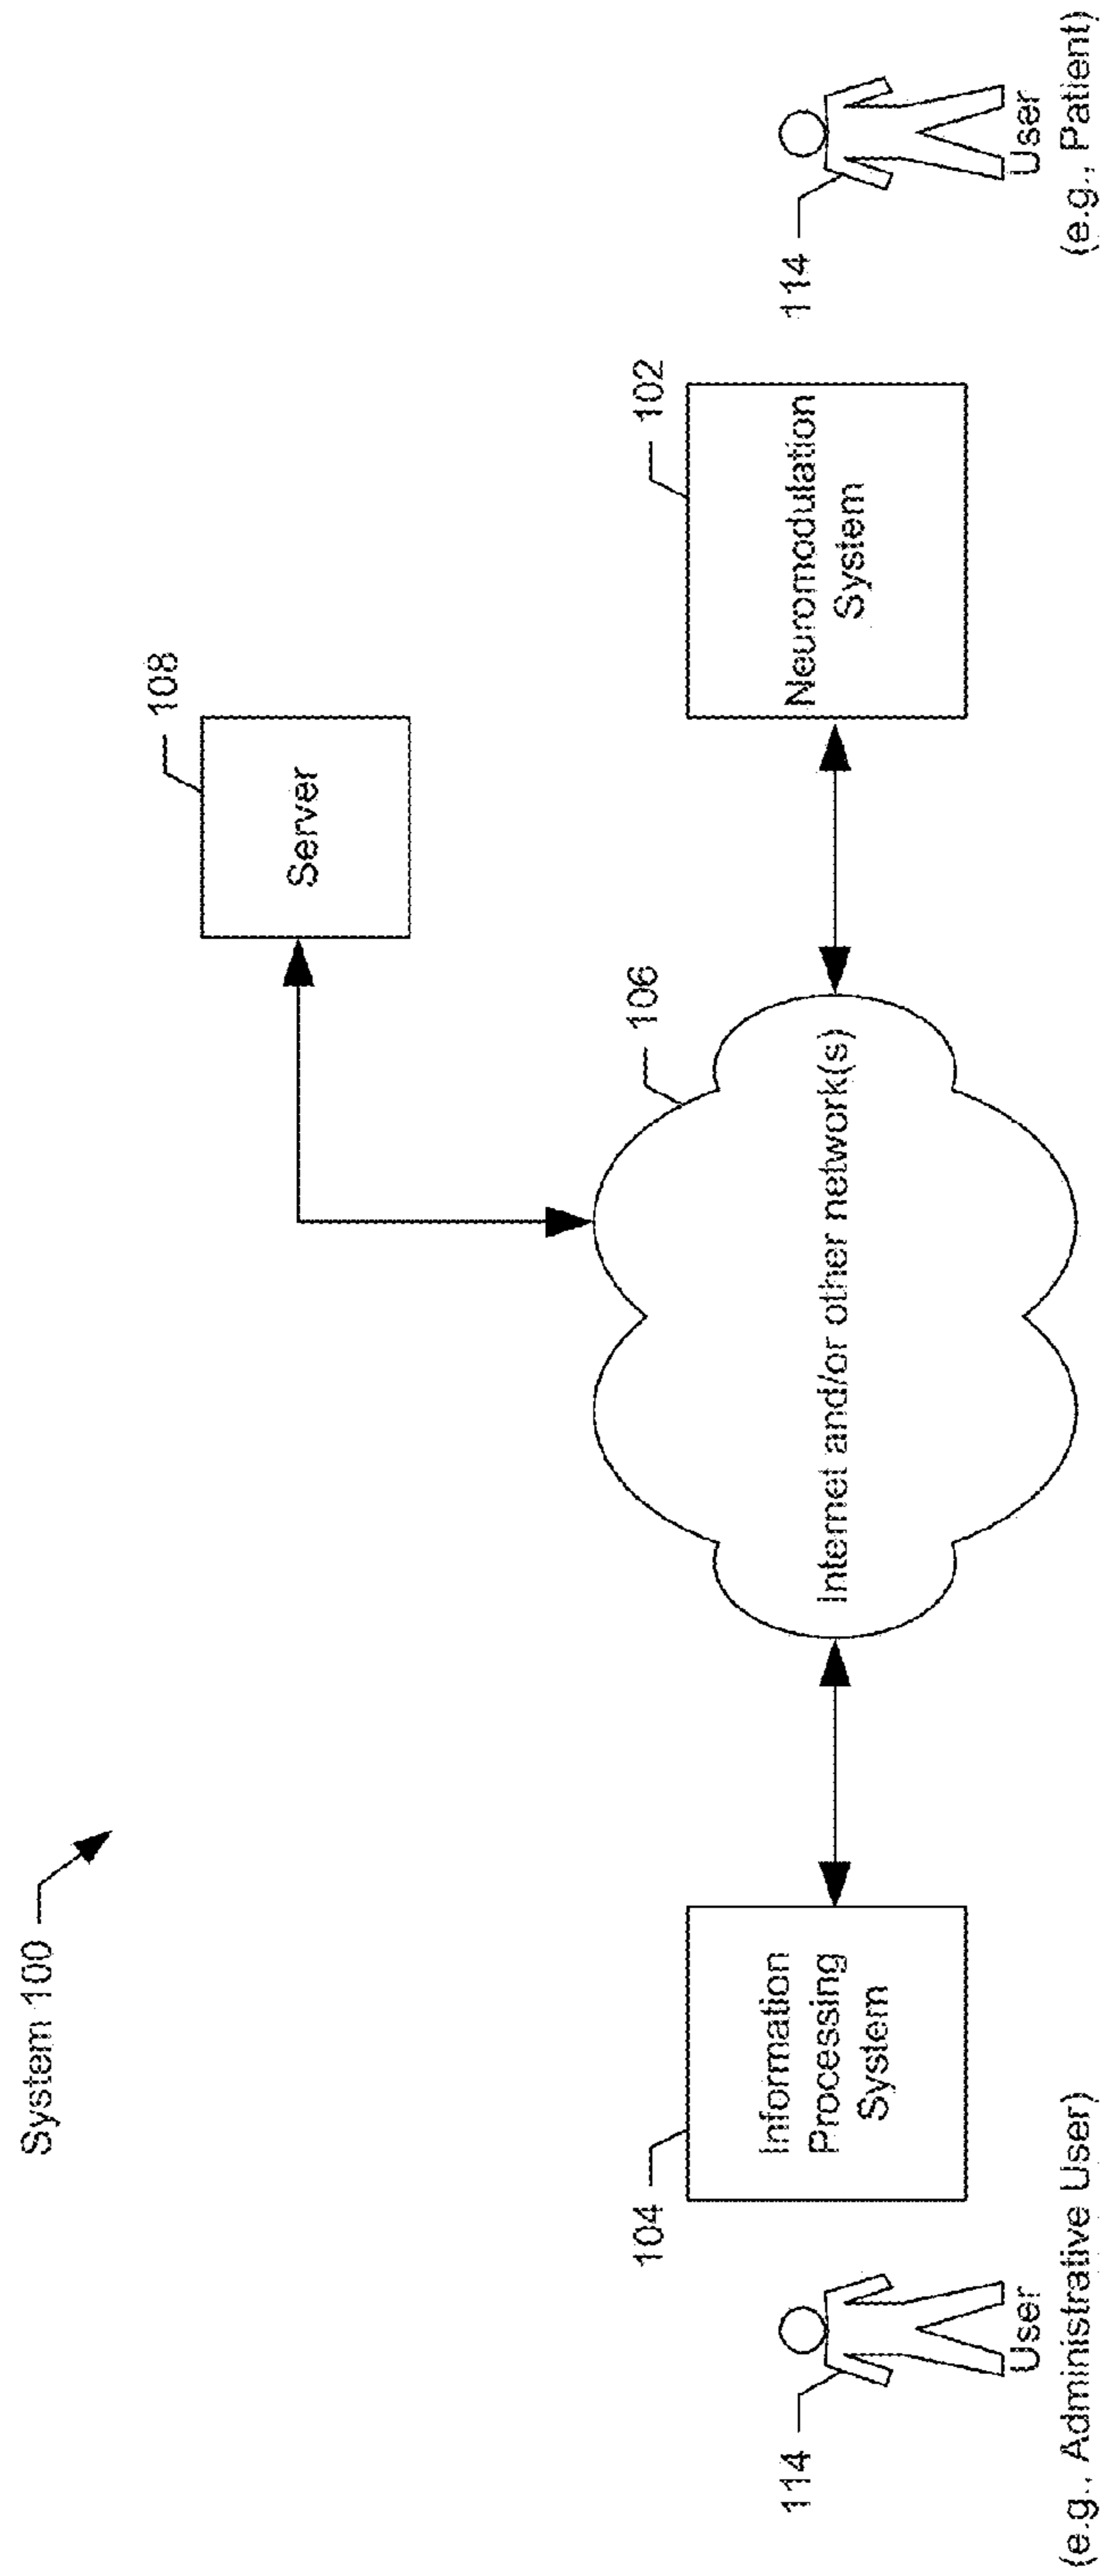 System 100
108
Server
106
Internet and/or other network(s)
104
Information
Processing
System
102
Neuromodulation
System
114
User
(e.g., Administrative User)
114
User
(e.g., Patient)